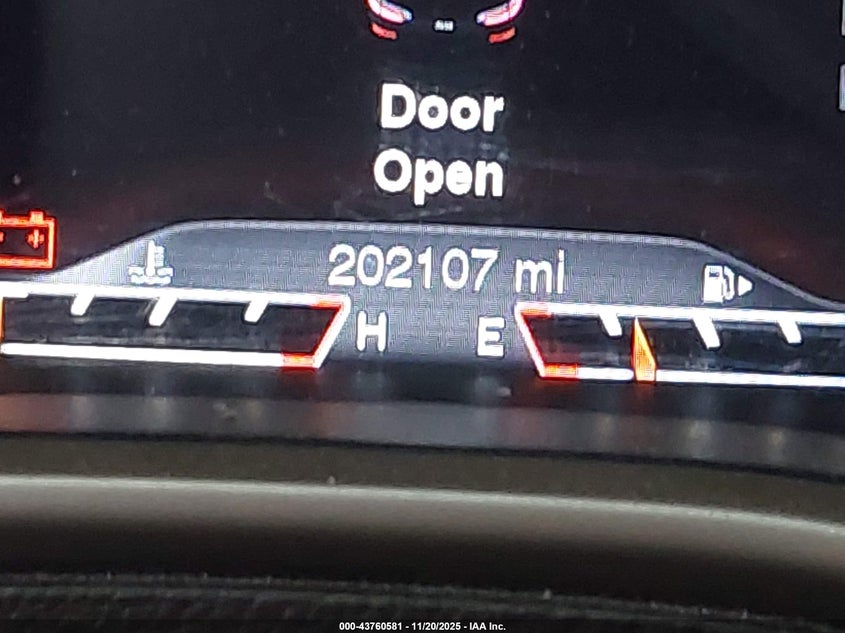 Door
Open
202107 mi
H
E
000-43760581 - 11/20/2025 - IAA Inc.